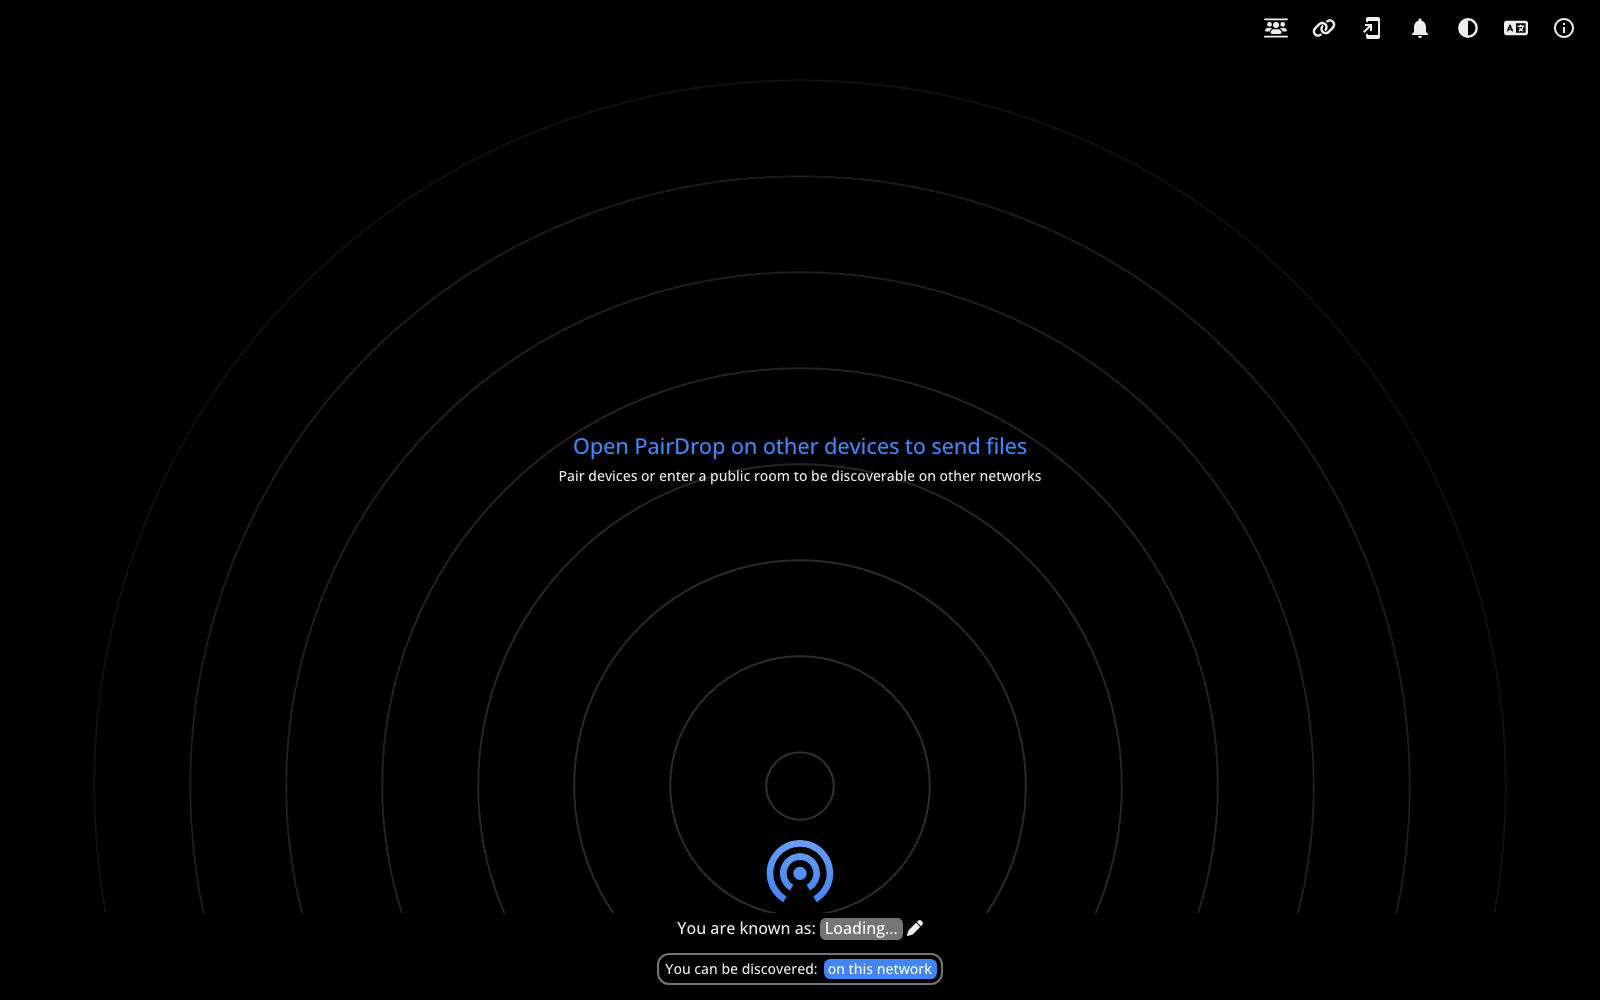 Open PairDrop on other devices to send files
Pair devices or enter a public room to be discoverable on other networks
You are known as: Loading...
You can be discovered: on this network